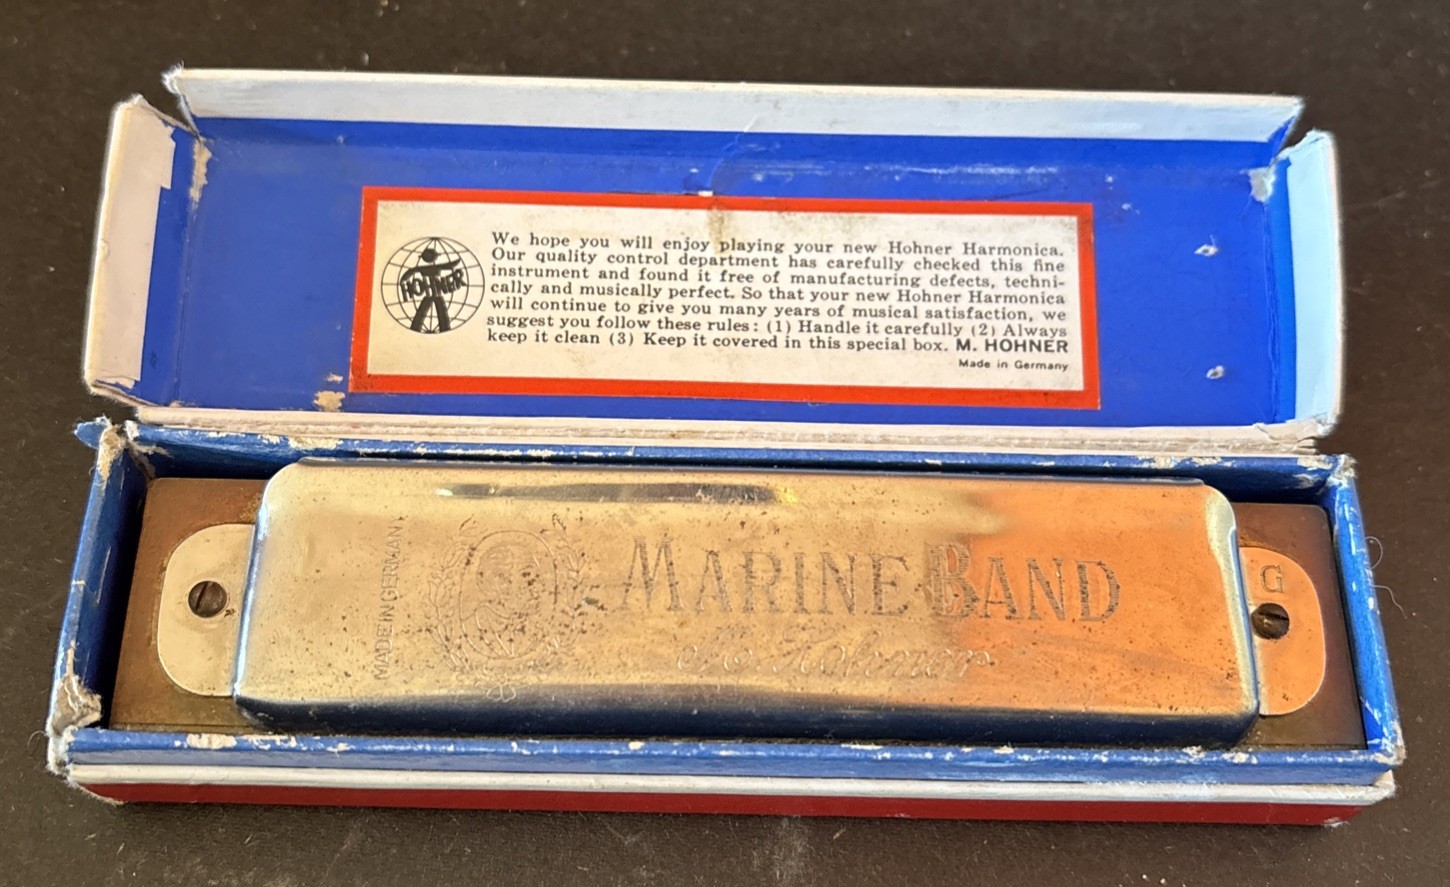 We hope you will enjoy playing your new Hohner Harmonica.
Our quality control department has carefully checked this fine
instrument and found it free of manufacturing defects, techni-
cally and musically perfect. So that your new Hohner Harmonica
will continue to give you many years of musical satisfaction, we
suggest you follow these rules: (1) Handle it carefully (2) Always
keep it clean (3) Keep it covered in this special box. M. HOHNER
Made in Germany
HOHNER
MADE IN GERMANY
MARINE BAND
M. Hohner
G